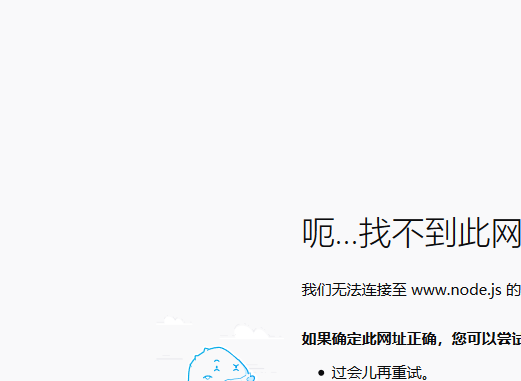 呃...找不到此网
我们无法连接至 www.node.js 的
如果确定此网址正确，您可以尝试
• 过会儿再重试。